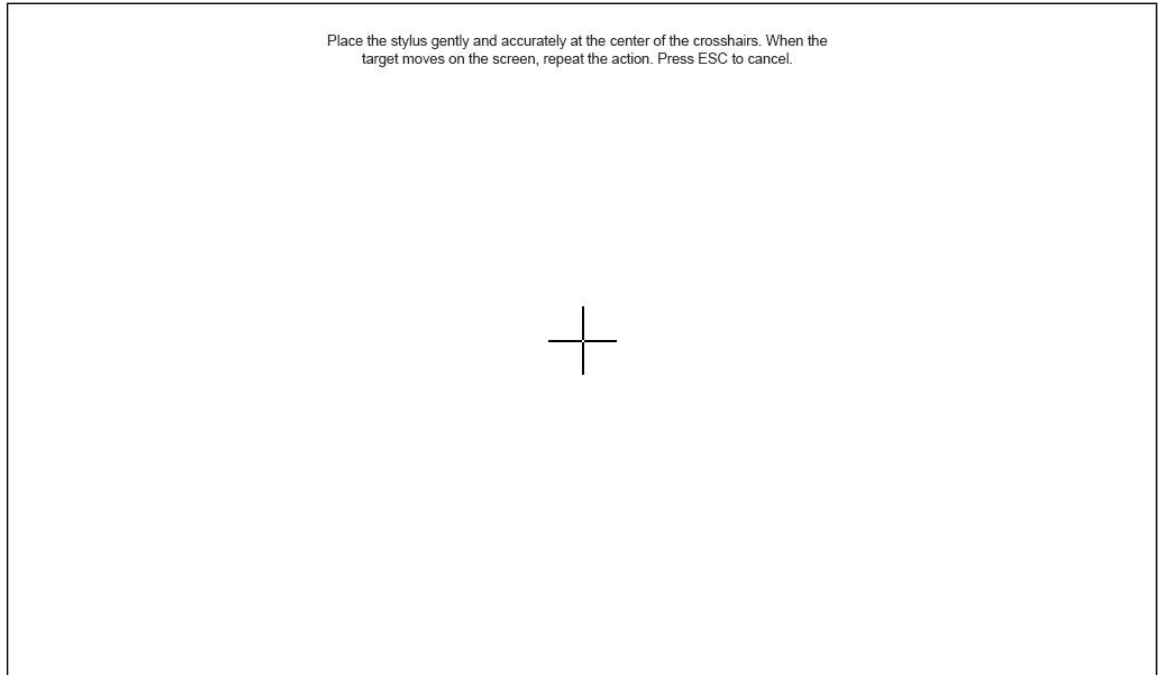 Place the stylus gently and accurately at the center of the crosshairs. When the
target moves on the screen, repeat the action. Press ESC to cancel.